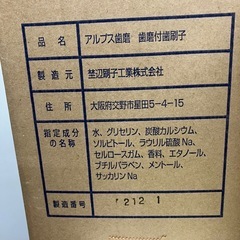 品名 アルプス歯磨 歯磨付歯刷子
製造元 埜辺刷子工業株式会社
住所 大阪府交野市星田5-4-15
指定成分の名称 水、グリセリン、炭酸カルシウム、
ソルビトール、ラウリル硫酸Na、
セルロースガム、香料、エタノール、
ブチルパラベン、メントール、
サッカリンNa
製造番号 212 1